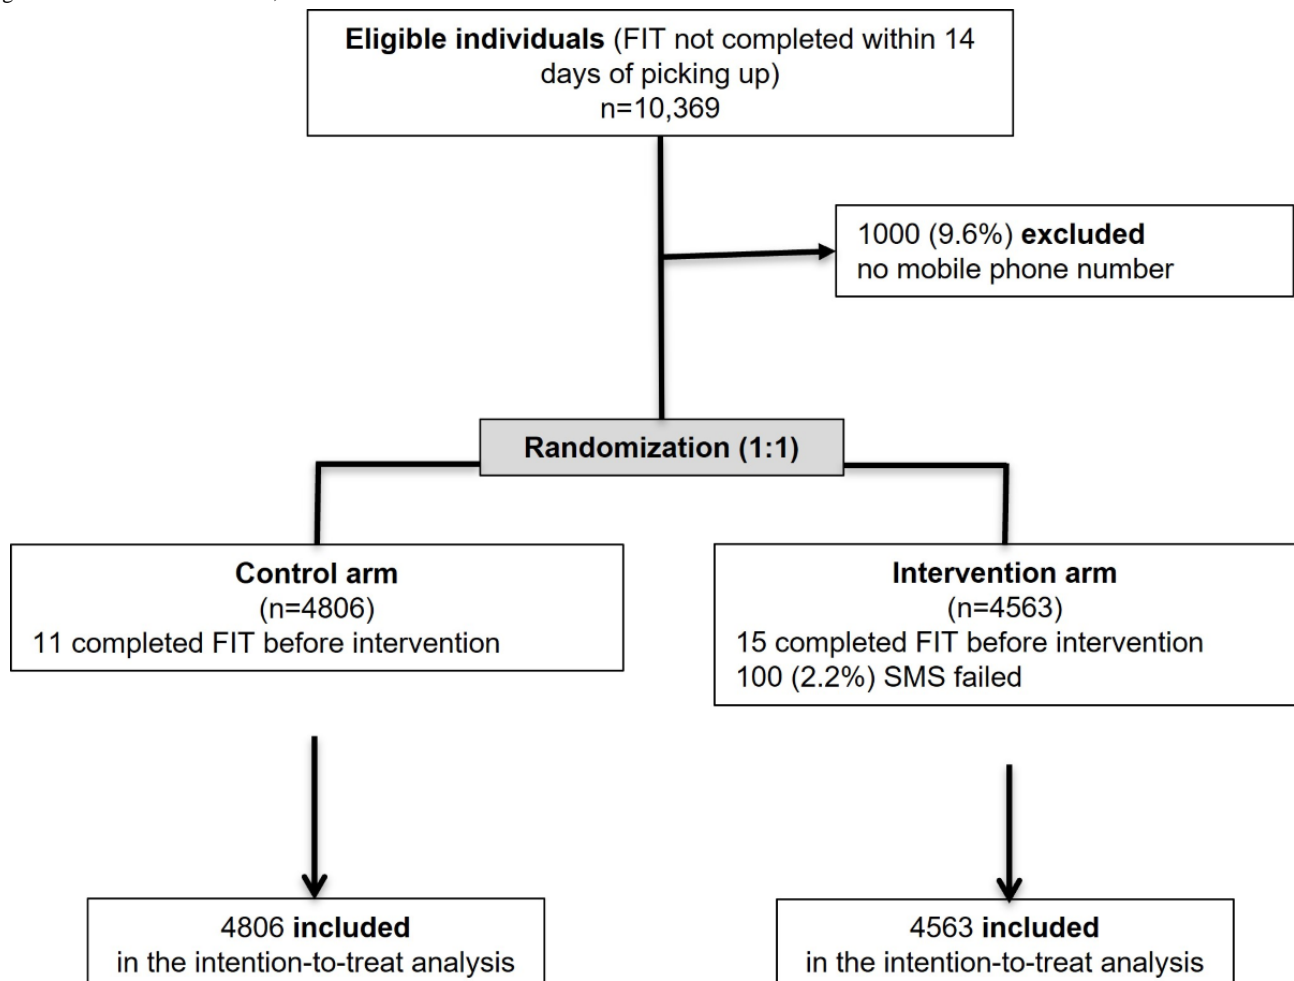 Eligible individuals (FIT not completed within 14
days of picking up)
n=10,369
1000 (9.6%) excluded
no mobile phone number
Randomization (1:1)
Control arm
(n=4806)
11 completed FIT before intervention
Intervention arm
(n=4563)
15 completed FIT before intervention
100 (2.2%) SMS failed
4806 included
in the intention-to-treat analysis
4563 included
in the intention-to-treat analysis